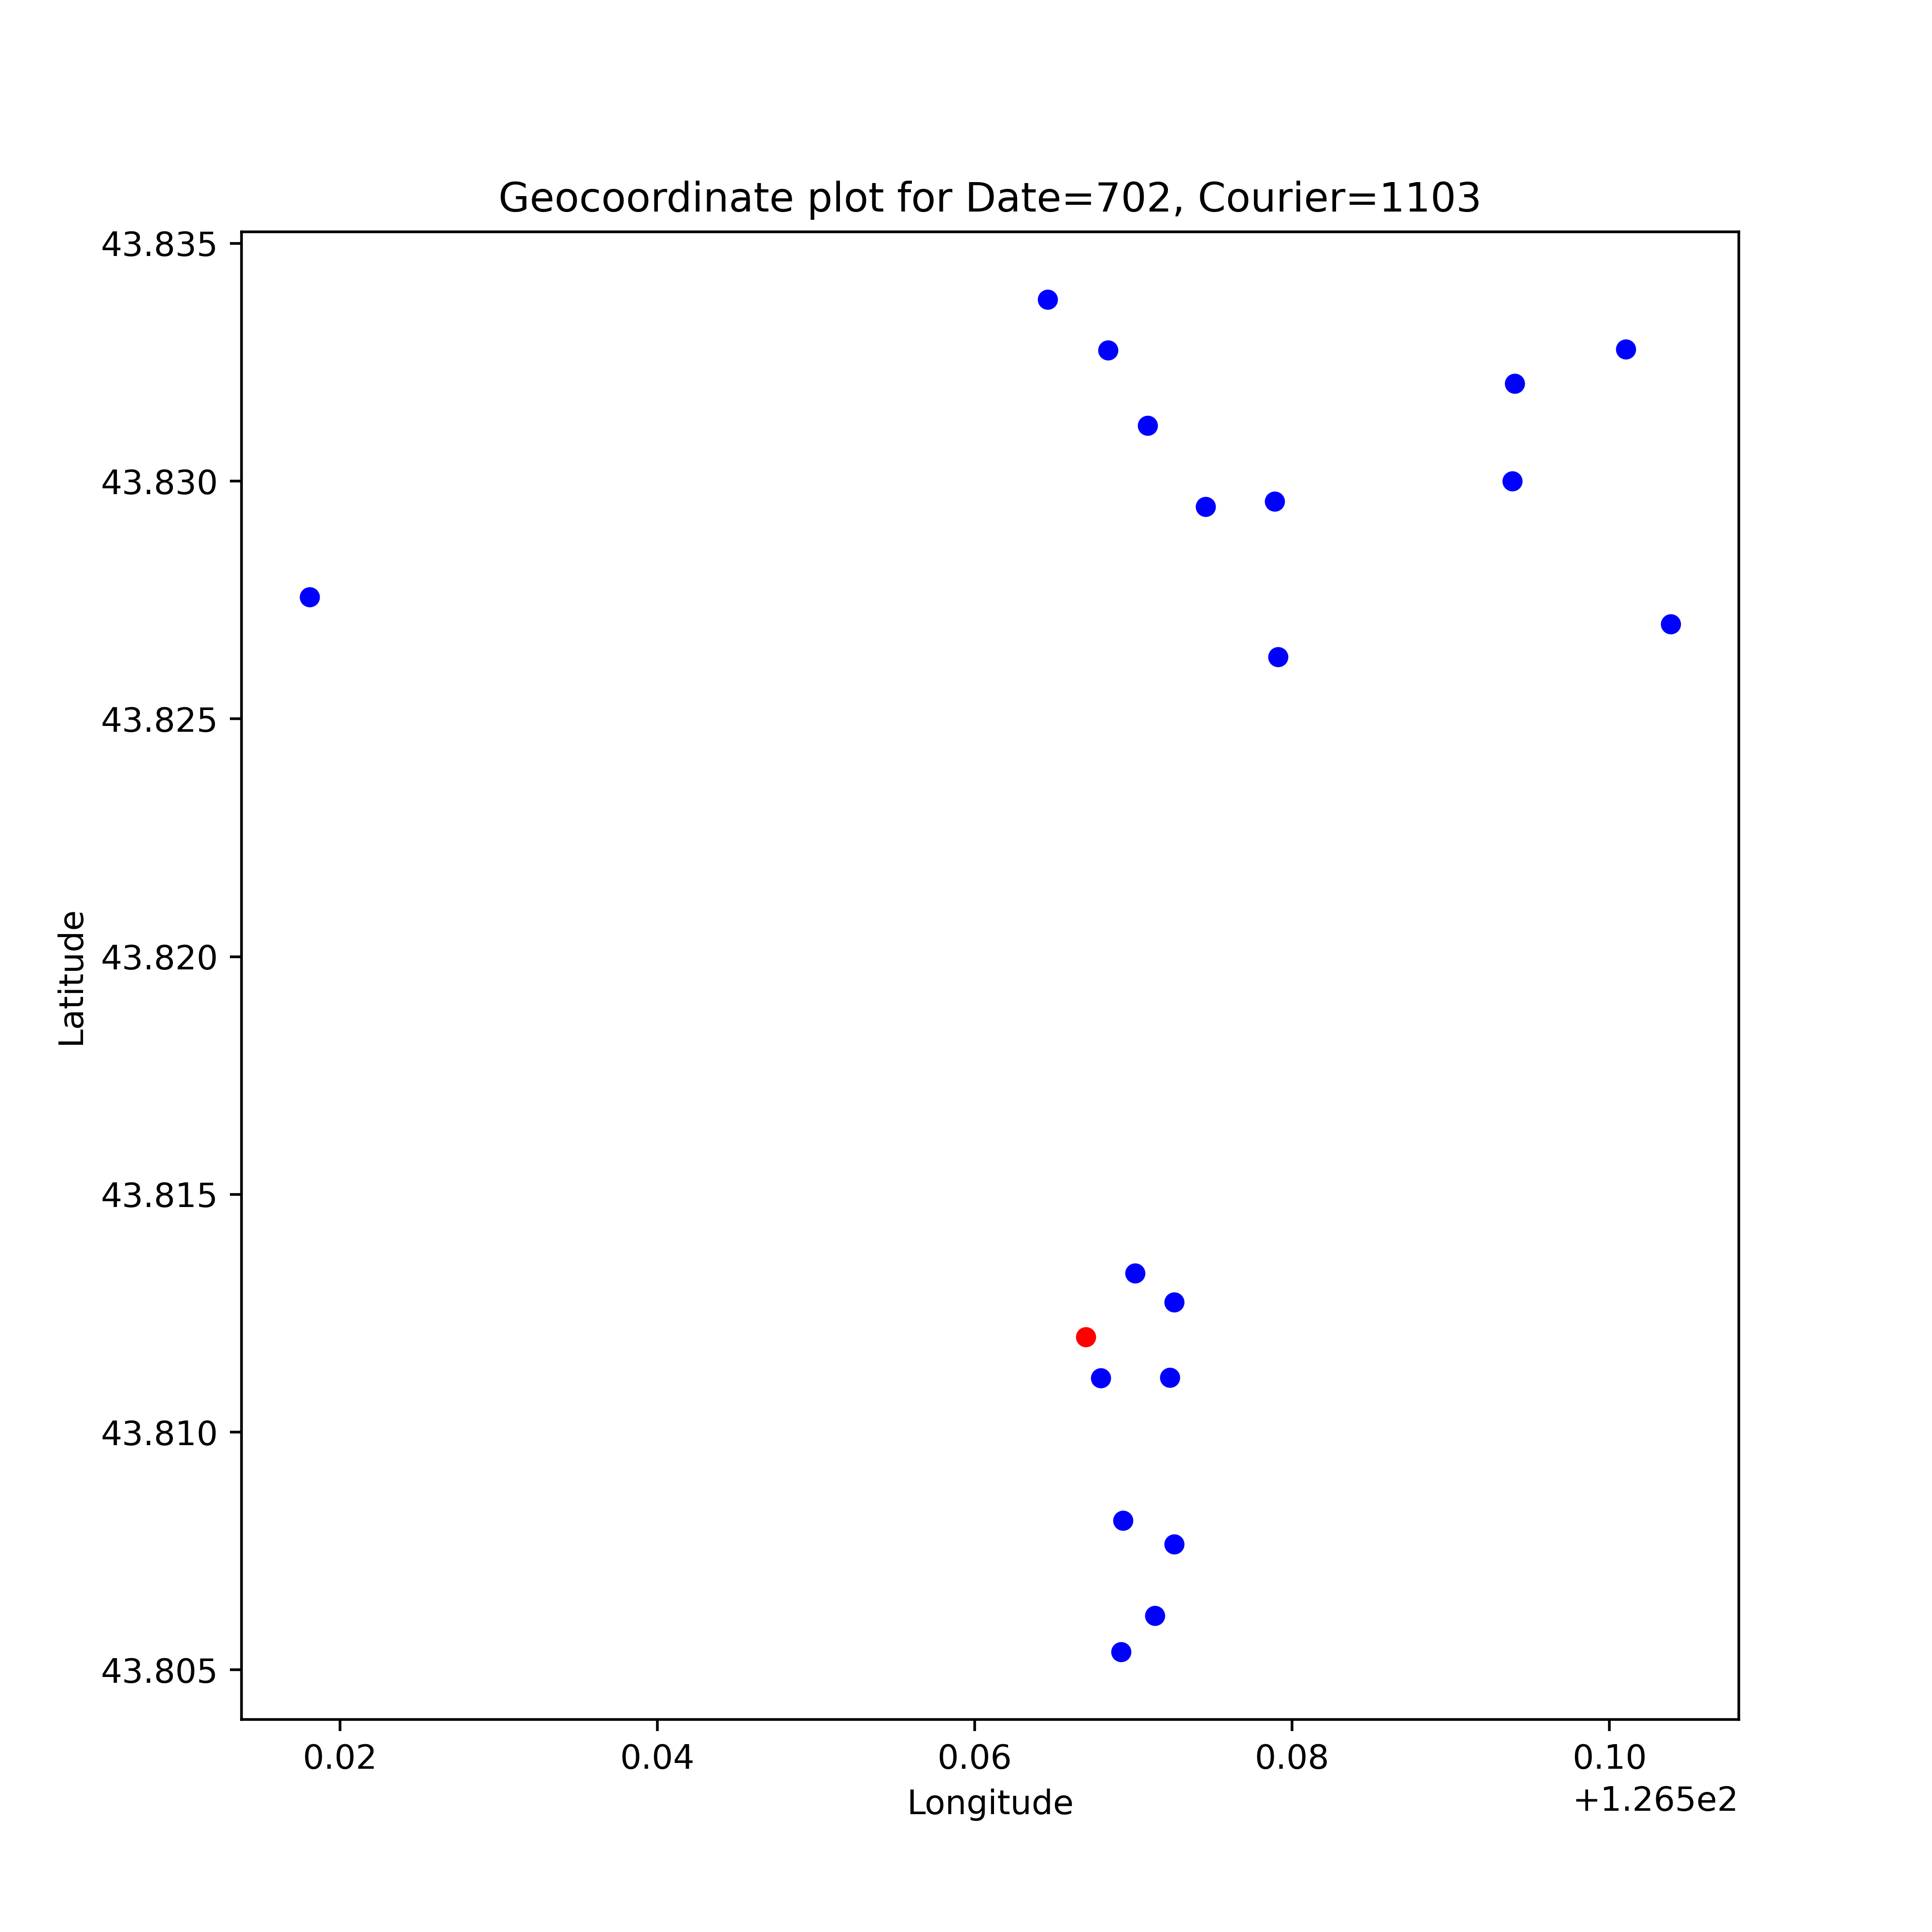 Geocoordinate plot for Date=702, Courier=1103
43.835
43.830
43.825
43.820
43.815
43.810
43.805
Latitude
0.02 0.04 0.06 0.08 0.10
Longitude
+1.265e2